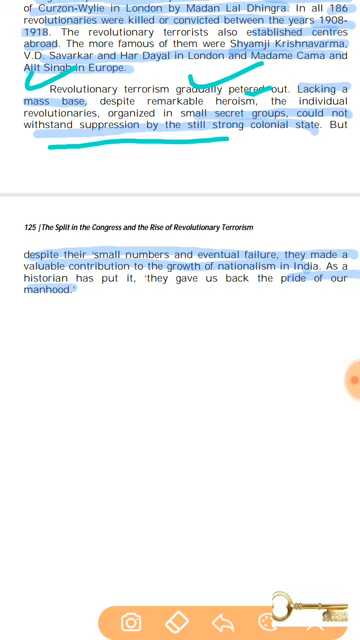 of Curzon-Wylie in London by Madan Lal Dhingra. In all 186
revolutionaries were killed or convicted between the years 1908-
1918. The revolutionary terrorists also established centres
abroad. The more famous of them were Shyamji Krishnavarma,
V.D. Savarkar and Har Dayal in London and Madame Cama and
Ajit Singh in Europe.
Revolutionary terrorism gradually petered out. Lacking a
mass base, despite remarkable heroism, the individual
revolutionaries, organized in small secret groups, could not
withstand suppression by the still strong colonial state. But
125 | The Split in the Congress and the Rise of Revolutionary Terrorism
despite their 'small numbers and eventual failure, they made a
valuable contribution to the growth of nationalism in India. As a
historian has put it, 'they gave us back the pride of our
manhood.'